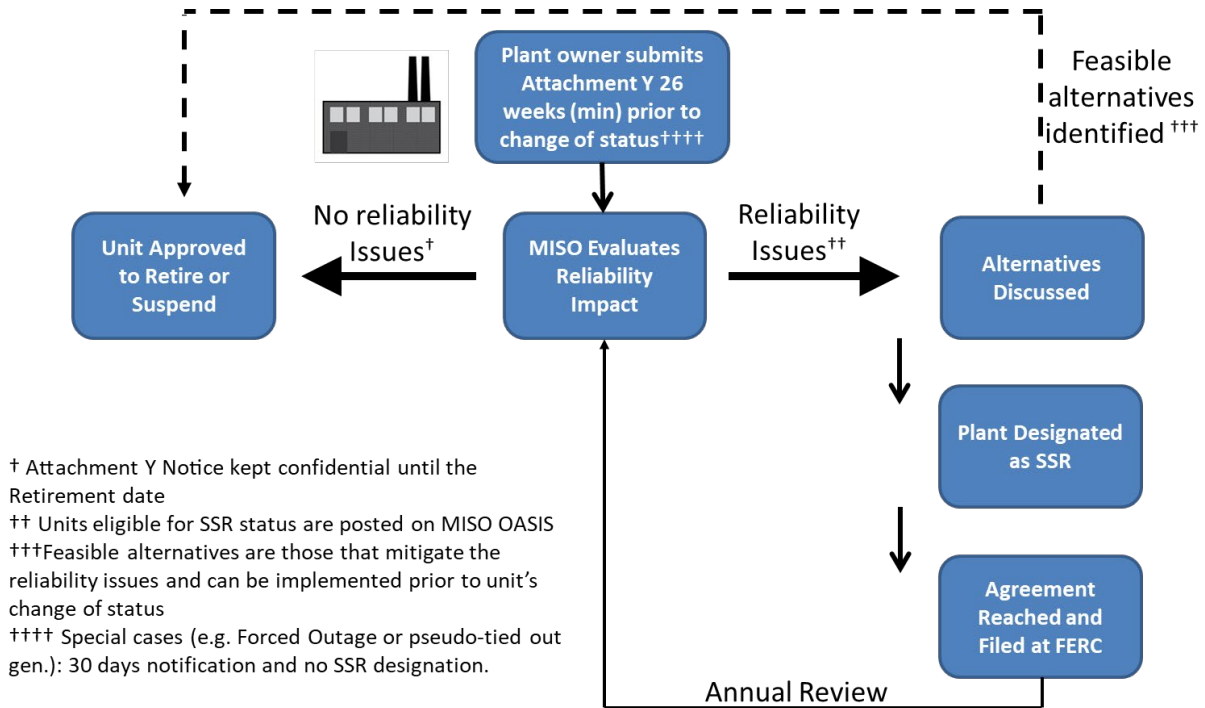 Plant owner submits
Attachment Y 26
weeks (min) prior to
change of status††††
Feasible
alternatives
identified †††
No reliability
Issues†
Reliability
Issues††
Unit Approved
to Retire or
Suspend
MISO Evaluates
Reliability
Impact
Alternatives
Discussed
Plant Designated
as SSR
Agreement
Reached and
Filed at FERC
Annual Review
† Attachment Y Notice kept confidential until the
Retirement date
†† Units eligible for SSR status are posted on MISO OASIS
†††Feasible alternatives are those that mitigate the
reliability issues and can be implemented prior to unit’s
change of status
†††† Special cases (e.g. Forced Outage or pseudo-tied out
gen.): 30 days notification and no SSR designation.